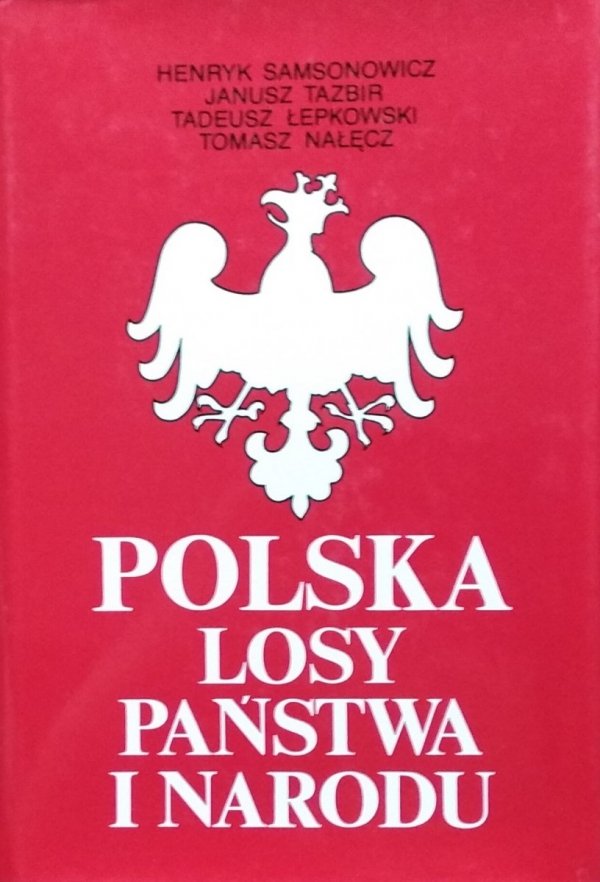 HENRYK SAMSONOWICZ
JANUSZ TAZBIR
TADEUSZ ŁEPKOWSKI
TOMASZ NAŁĘCZ
POLSKA
LOSY
PAŃSTWA
I NARODU